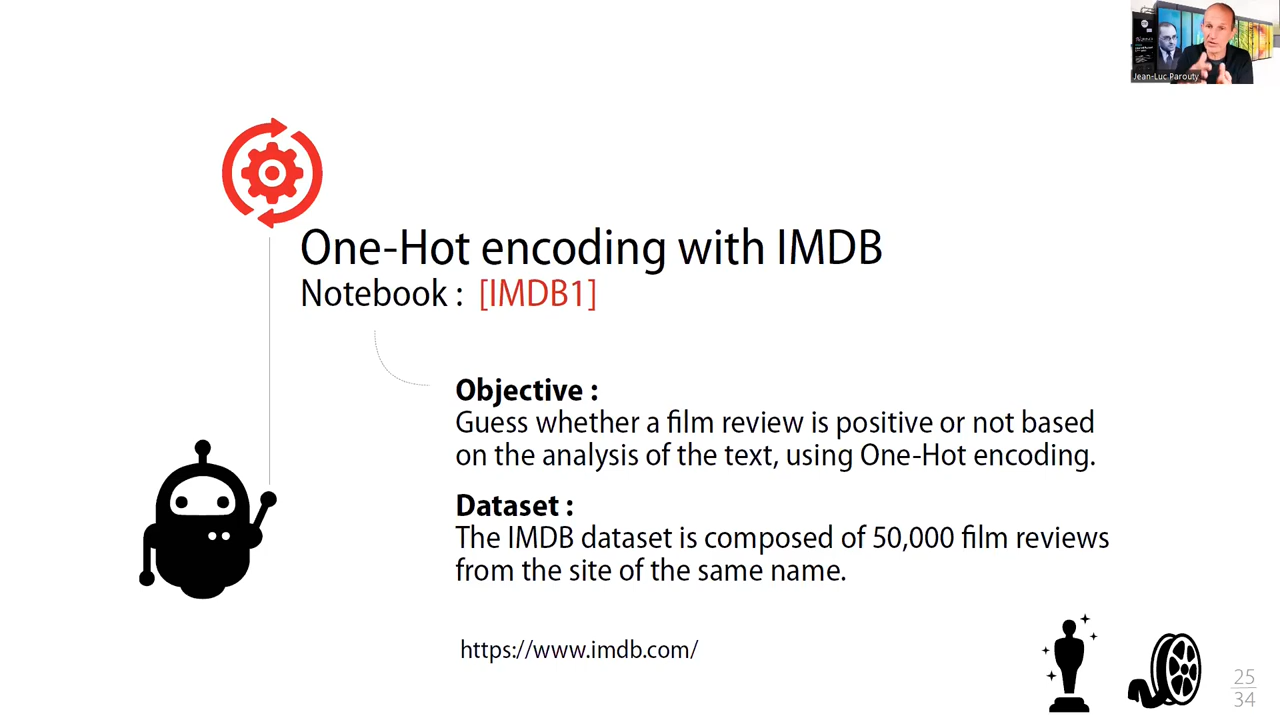 Jean-Luc Parouty
One-Hot encoding with IMDB
Notebook : [IMDB1]
Objective :
Guess whether a film review is positive or not based
on the analysis of the text, using One-Hot encoding.
Dataset :
The IMDB dataset is composed of 50,000 film reviews
from the site of the same name.
https://www.imdb.com/
25
34